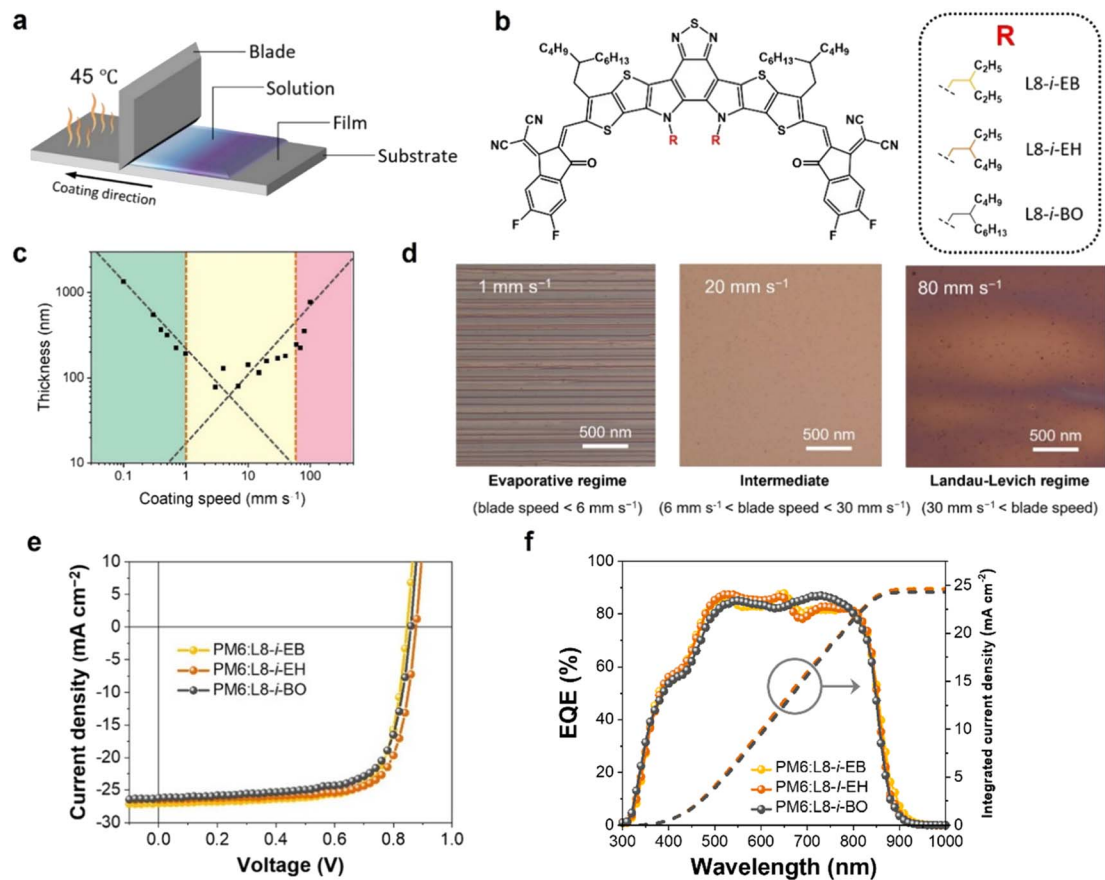 a
Blade
45 ℃
Solution
Film
Substrate
Coating direction
b
N S N
C₄H₉ C₄H₉
C₆H₁₃ C₆H₁₃
S S
S N N S
R R
CN CN
NC CN
O O
F F
F F
R
C₂H₅
L8-i-EB
C₂H₅
C₂H₅
L8-i-EH
C₄H₉
C₄H₉
L8-i-BO
C₆H₁₃
c
Thickness (nm)
1000
100
10
0.1 1 10 100
Coating speed (mm s⁻¹)
d
1 mm s⁻¹
500 nm
20 mm s⁻¹
500 nm
80 mm s⁻¹
500 nm
Evaporative regime
(blade speed < 6 mm s⁻¹)
Intermediate
(6 mm s⁻¹ < blade speed < 30 mm s⁻¹)
Landau-Levich regime
(30 mm s⁻¹ < blade speed)
e
Current density (mA cm⁻²)
10
5
0
-5
-10
-15
-20
-25
-30
PM6:L8-i-EB
PM6:L8-i-EH
PM6:L8-i-BO
0.0 0.2 0.4 0.6 0.8 1.0
Voltage (V)
f
EQE (%)
100
80
60
40
20
0
PM6:L8-i-EB
PM6:L8-I-EH
PM6:L8-i-BO
300 400 500 600 700 800 900 1000
Wavelength (nm)
25
20
15
10
5
0
Integrated current density (mA cm⁻²)